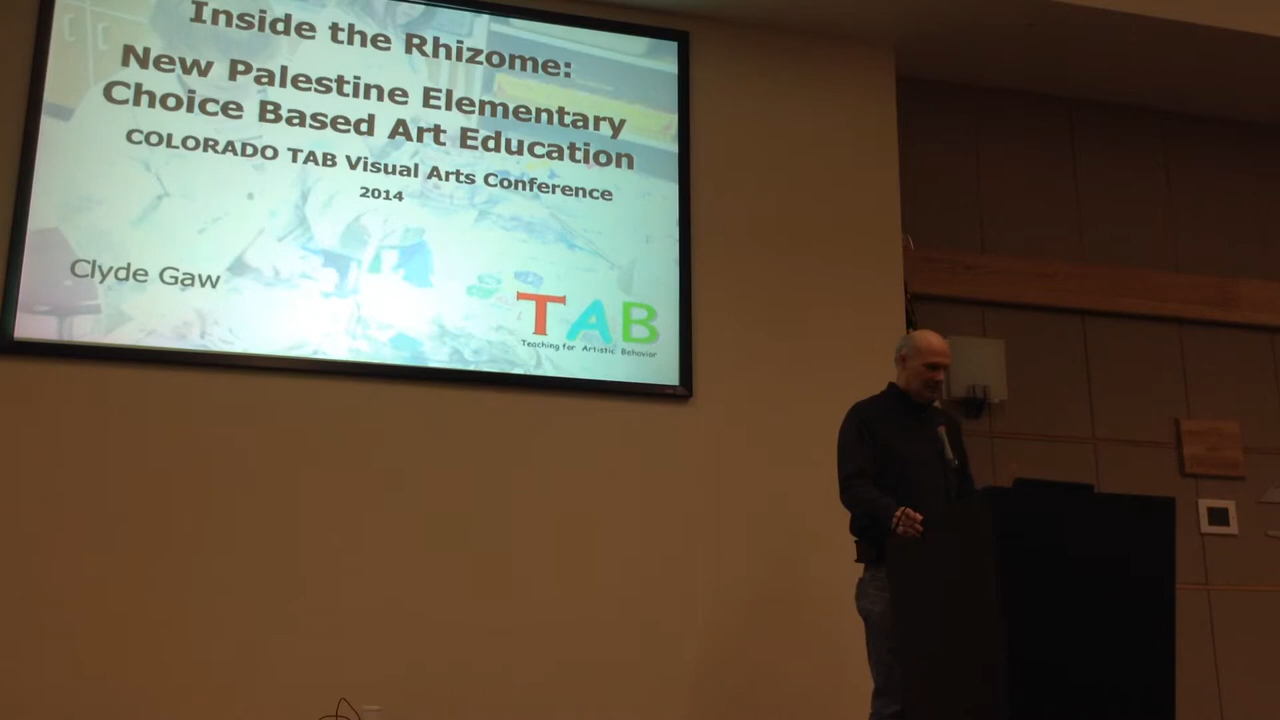 Inside the Rhizome:
New Palestine Elementary
Choice Based Art Education
COLORADO TAB Visual Arts Conference
2014
Clyde Gaw
TAB
Teaching for Artistic Behavior